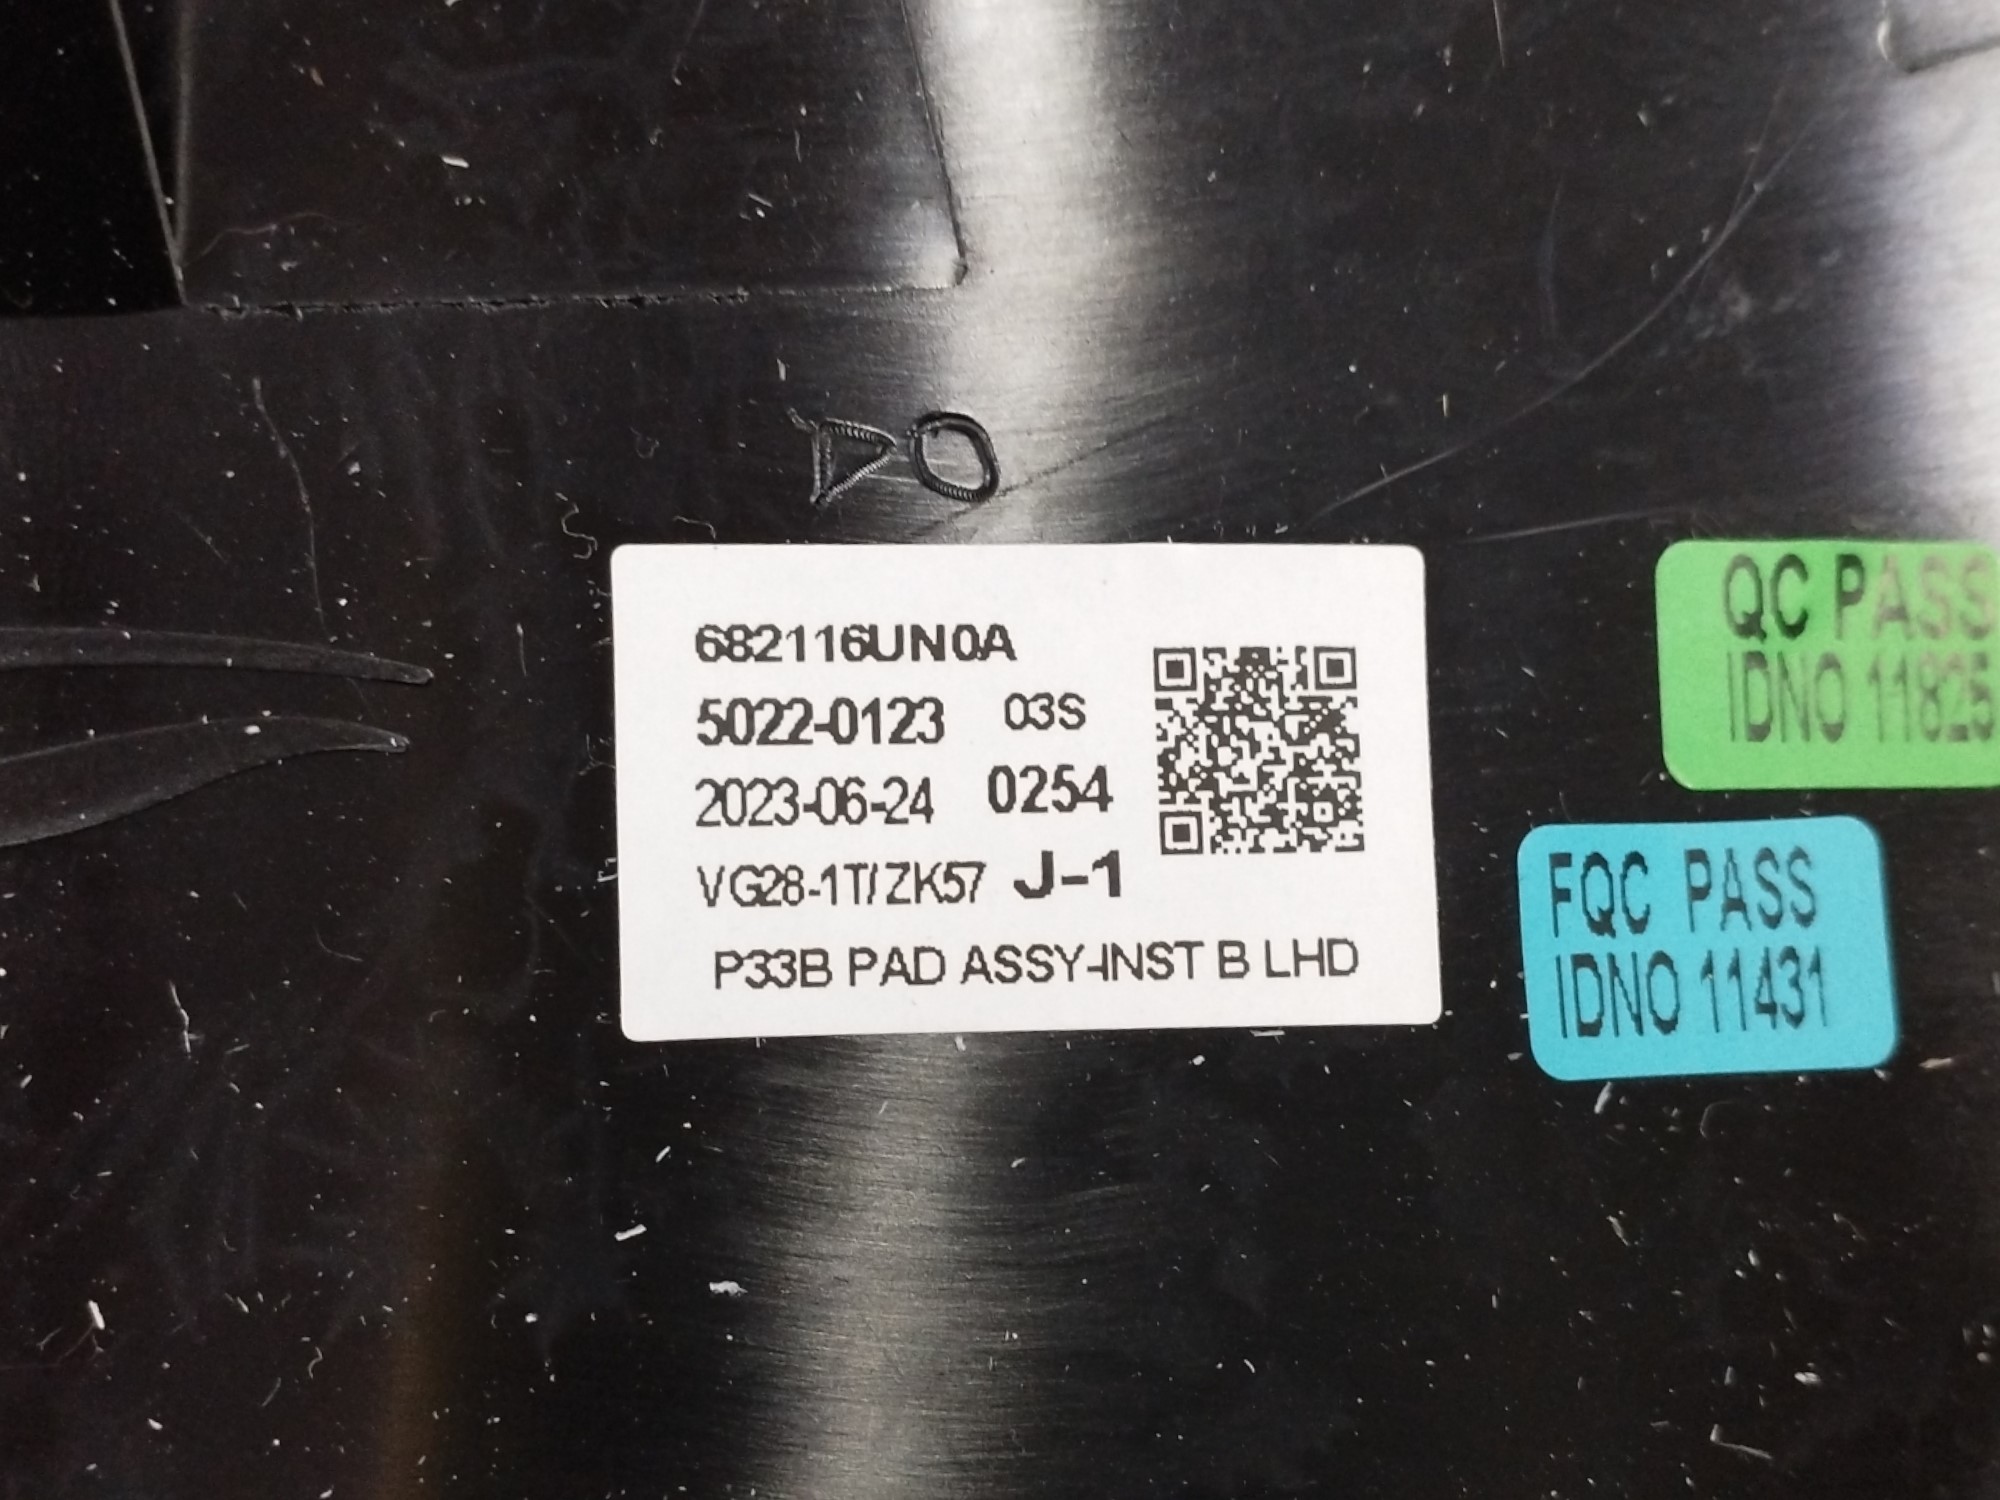 DO
682116UN0A
5022-0123 03S
2023-06-24 0254
VG28-1T/ZK57 J-1
P33B PAD ASSY-INST B LHD
QC PASS
IDNO 11825
FQC PASS
IDNO 11431